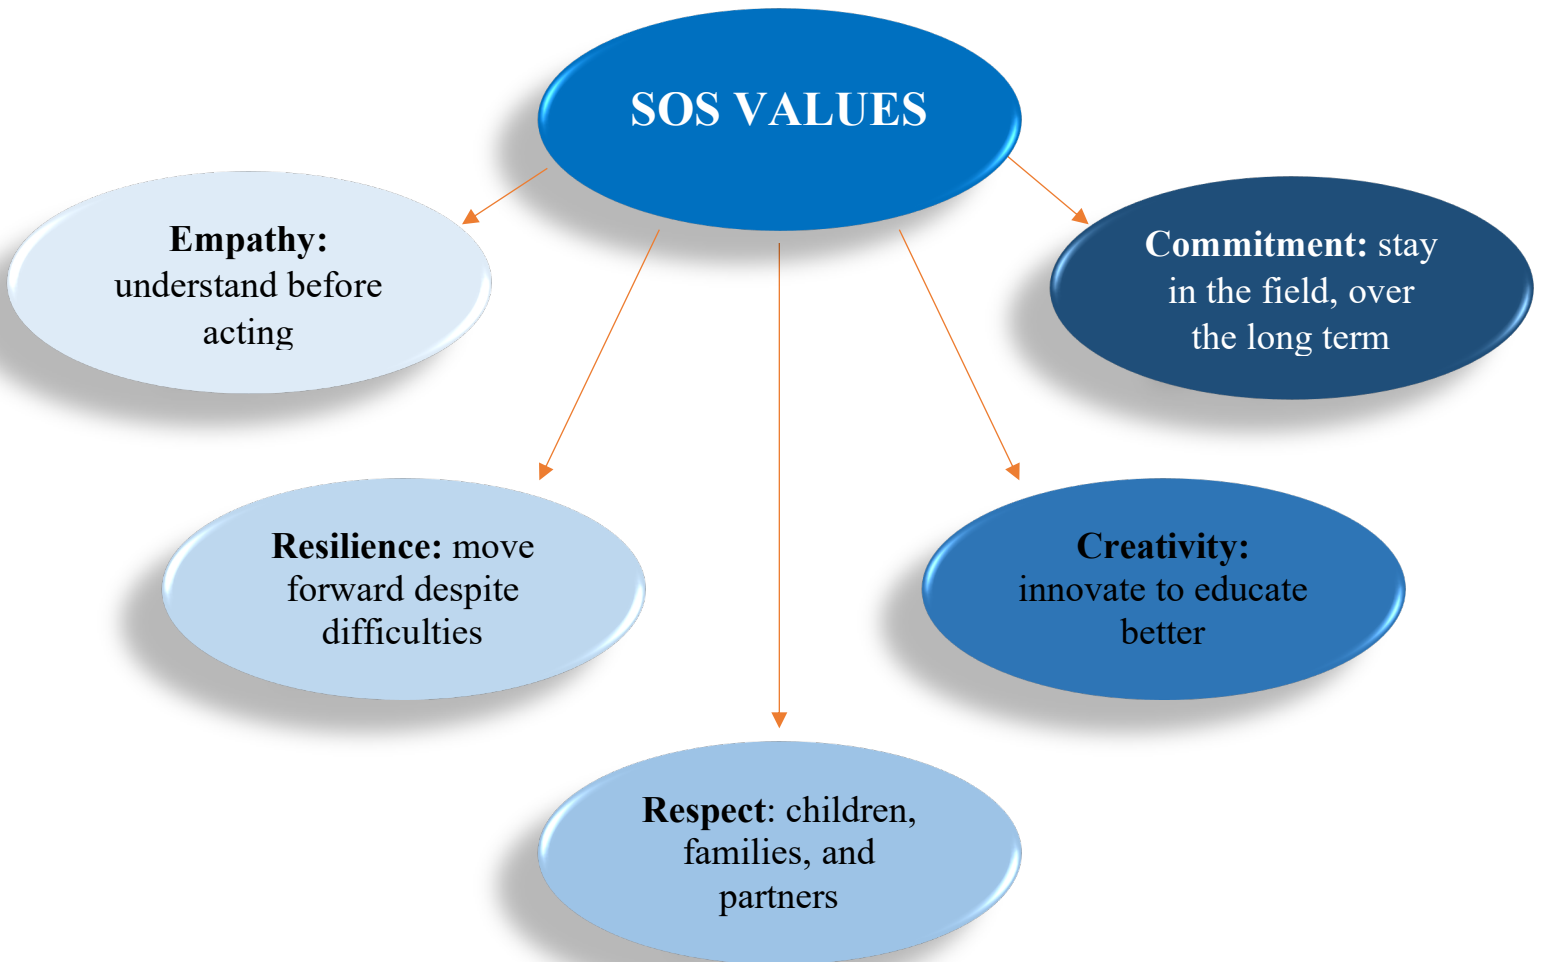 SOS VALUES
Empathy:
understand before
acting
Commitment: stay
in the field, over
the long term
Resilience: move
forward despite
difficulties
Creativity:
innovate to educate
better
Respect: children,
families, and
partners